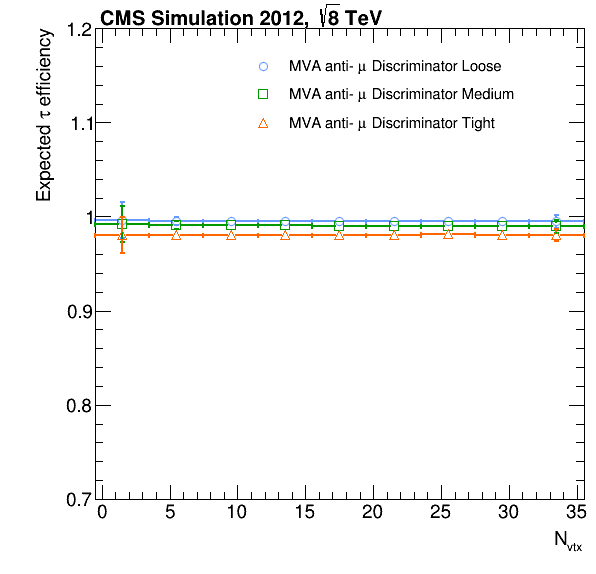 CMS Simulation 2012, √8 TeV
Expected τ efficiency
MVA anti- μ Discriminator Loose
MVA anti- μ Discriminator Medium
MVA anti- μ Discriminator Tight
1.2
1.1
1
0.9
0.8
0.7
0 5 10 15 20 25 30 35
Nvtx